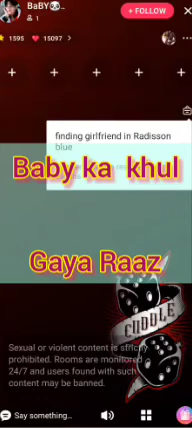 BaBY
1
+ FOLLOW
1595
15097 >
finding girlfriend in Radisson
blue
Baby ka khul
Gaya Raaz
CUDDLE
Sexual or violent content is strictly
prohibited. Rooms are monitored
24/7 and users found with such
content may be banned.
Say something...